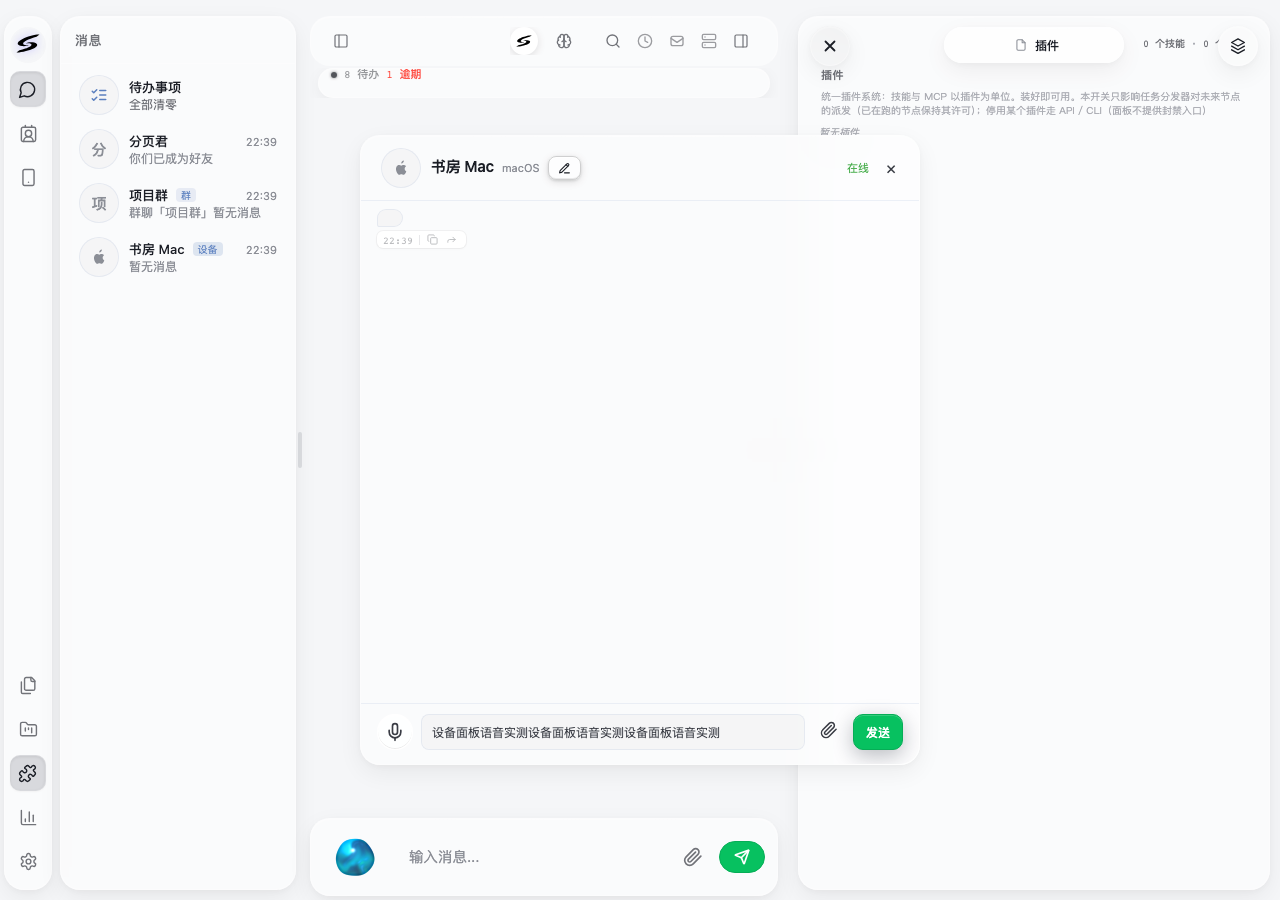 消息
待办事项
全部清零
分
分页君
22:39
你们已成为好友
项
项目群 群
22:39
群聊「项目群」暂无消息
书房 Mac 设备
22:39
暂无消息
8 待办 1 逾期
插件
0 个技能 · 0
插件
统一插件系统：技能与 MCP 以插件为单位。装好即可用。本开关只影响任务分发器对未来节点
的派发（已在跑的节点保持其许可）；停用某个插件走 API / CLI（面板不提供封禁入口）
暂无插件
书房 Mac macOS
在线
22:39
设备面板语音实测设备面板语音实测设备面板语音实测
发送
输入消息...